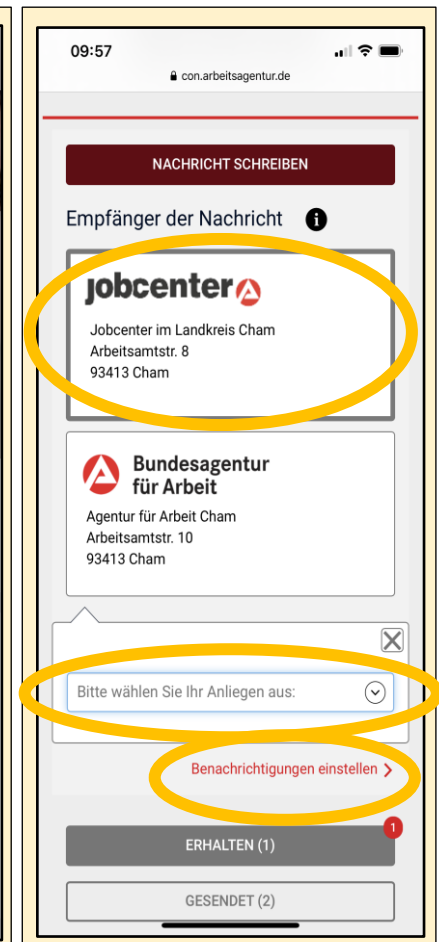 09:57
con.arbeitsagentur.de
NACHRICHT SCHREIBEN
Empfänger der Nachricht i
jobcenter
Jobcenter im Landkreis Cham
Arbeitsamtstr. 8
93413 Cham
Bundesagentur
für Arbeit
Agentur für Arbeit Cham
Arbeitsamtstr. 10
93413 Cham
Bitte wählen Sie Ihr Anliegen aus:
Benachrichtigungen einstellen
1
ERHALTEN (1)
GESENDET (2)